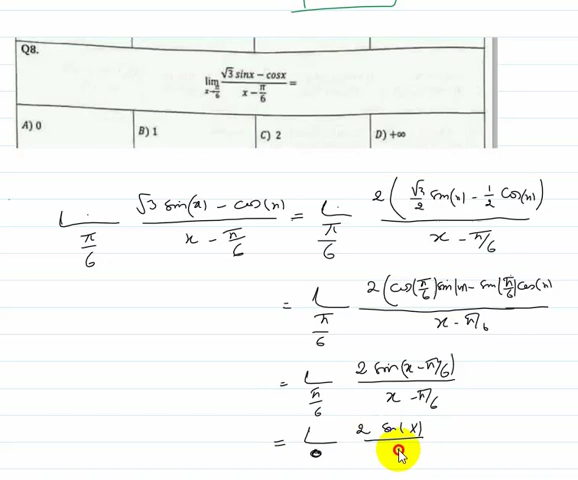 Q8.
lim x→π/6 (√3 sinx − cosx)/(x − π/6) =
A) 0 B) 1 C) 2 D) +∞
L π/6 (√3 sin(x) − cos(x))/(x − π/6) = L π/6 2(√3/2 sin(x) − 1/2 cos(x))/(x − π/6)
= L π/6 2(cos(π/6) sin(x) − sin(π/6) cos(x)/(x − π/6
= L π/6 2 sin(x − π/6)/(x − π/6)
= L 0 2 sin(X)/